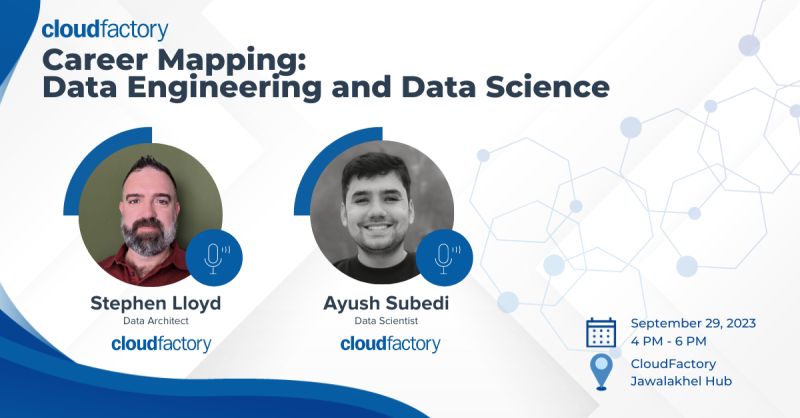 cloudfactory
Career Mapping:
Data Engineering and Data Science
Stephen Lloyd
Data Architect
cloudfactory
Ayush Subedi
Data Scientist
cloudfactory
September 29, 2023
4 PM - 6 PM
CloudFactory
Jawalakhel Hub